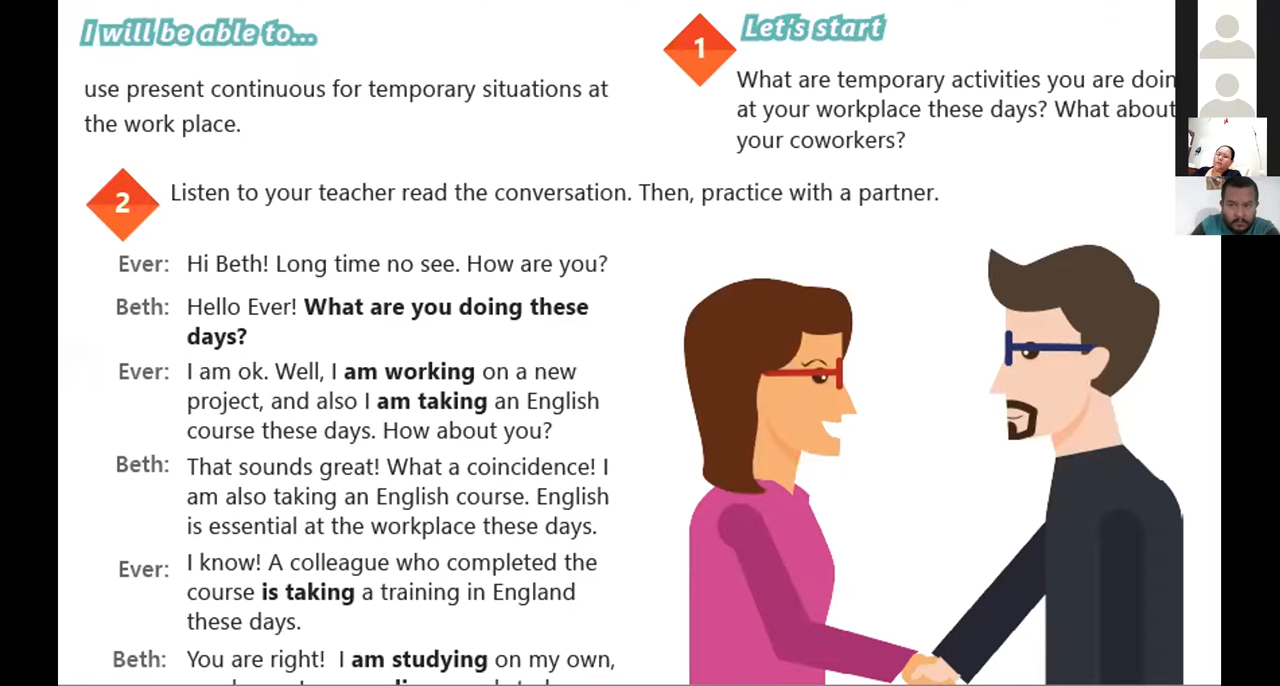 I will be able to...
use present continuous for temporary situations at
the work place.
1
Let's start
What are temporary activities you are doin
at your workplace these days? What about
your coworkers?
2
Listen to your teacher read the conversation. Then, practice with a partner.
Ever: Hi Beth! Long time no see. How are you?
Beth: Hello Ever! What are you doing these
days?
Ever: I am ok. Well, I am working on a new
project, and also I am taking an English
course these days. How about you?
Beth: That sounds great! What a coincidence! I
am also taking an English course. English
is essential at the workplace these days.
Ever: I know! A colleague who completed the
course is taking a training in England
these days.
Beth: You are right! I am studying on my own,